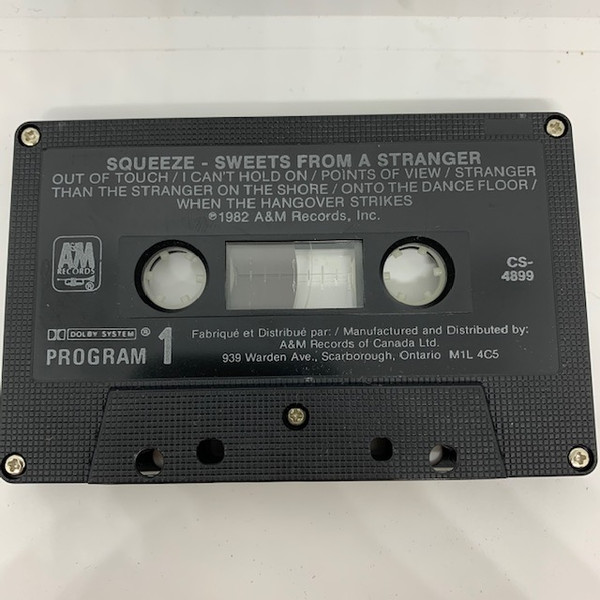 SQUEEZE - SWEETS FROM A STRANGER
OUT OF TOUCH / I CAN'T HOLD ON / POINTS OF VIEW / STRANGER
THAN THE STRANGER ON THE SHORE / ONTO THE DANCE FLOOR /
WHEN THE HANGOVER STRIKES
℗1982 A&M Records, Inc.
A&M
RECORDS
CS-
4899
DOLBY SYSTEM ®
PROGRAM 1
Fabriqué et Distribué par: / Manufactured and Distributed by:
A&M Records of Canada Ltd.
939 Warden Ave., Scarborough, Ontario M1L 4C5